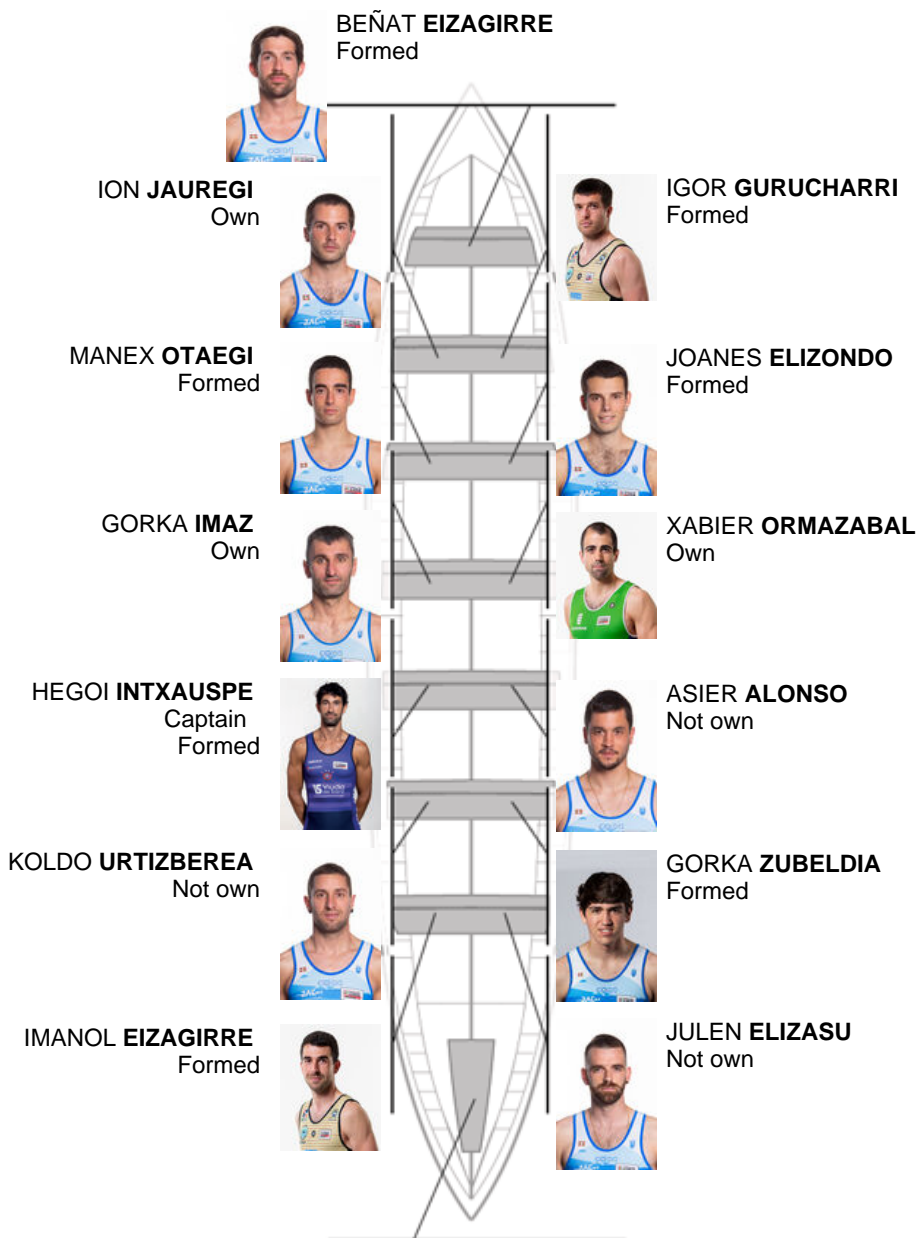 BEÑAT EIZAGIRRE
Formed
ION JAUREGI
Own
IGOR GURUCHARRI
Formed
MANEX OTAEGI
Formed
JOANES ELIZONDO
Formed
GORKA IMAZ
Own
XABIER ORMAZABAL
Own
HEGOI INTXAUSPE
Captain
Formed
ASIER ALONSO
Not own
KOLDO URTIZBEREA
Not own
GORKA ZUBELDIA
Formed
IMANOL EIZAGIRRE
Formed
JULEN ELIZASU
Not own